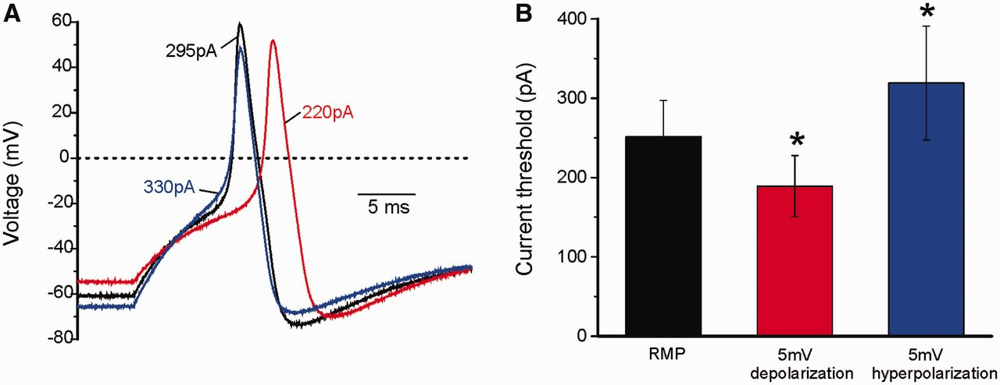 A
Voltage (mV)
60
40
20
0
-20
-40
-60
-80
295pA
220pA
330pA
5 ms
B
Current threshold (pA)
400
300
200
100
0
*
*
RMP
5mV
depolarization
5mV
hyperpolarization